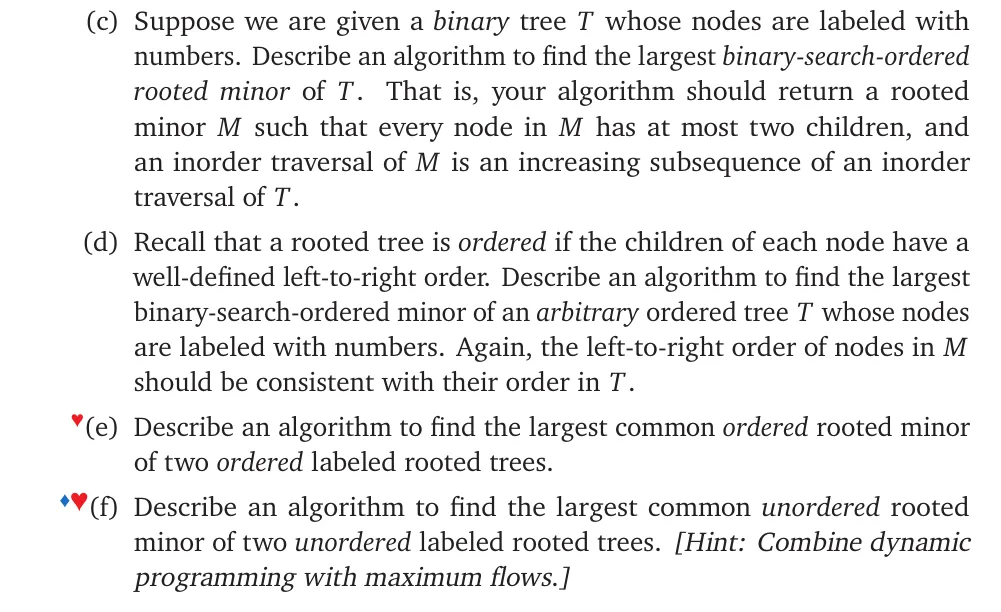 (c) Suppose we are given a binary tree T whose nodes are labeled with
numbers. Describe an algorithm to find the largest binary-search-ordered
rooted minor of T. That is, your algorithm should return a rooted
minor M such that every node in M has at most two children, and
an inorder traversal of M is an increasing subsequence of an inorder
traversal of T.
(d) Recall that a rooted tree is ordered if the children of each node have a
well-defined left-to-right order. Describe an algorithm to find the largest
binary-search-ordered minor of an arbitrary ordered tree T whose nodes
are labeled with numbers. Again, the left-to-right order of nodes in M
should be consistent with their order in T.
♥(e) Describe an algorithm to find the largest common ordered rooted minor
of two ordered labeled rooted trees.
♦♥(f) Describe an algorithm to find the largest common unordered rooted
minor of two unordered labeled rooted trees. [Hint: Combine dynamic
programming with maximum flows.]